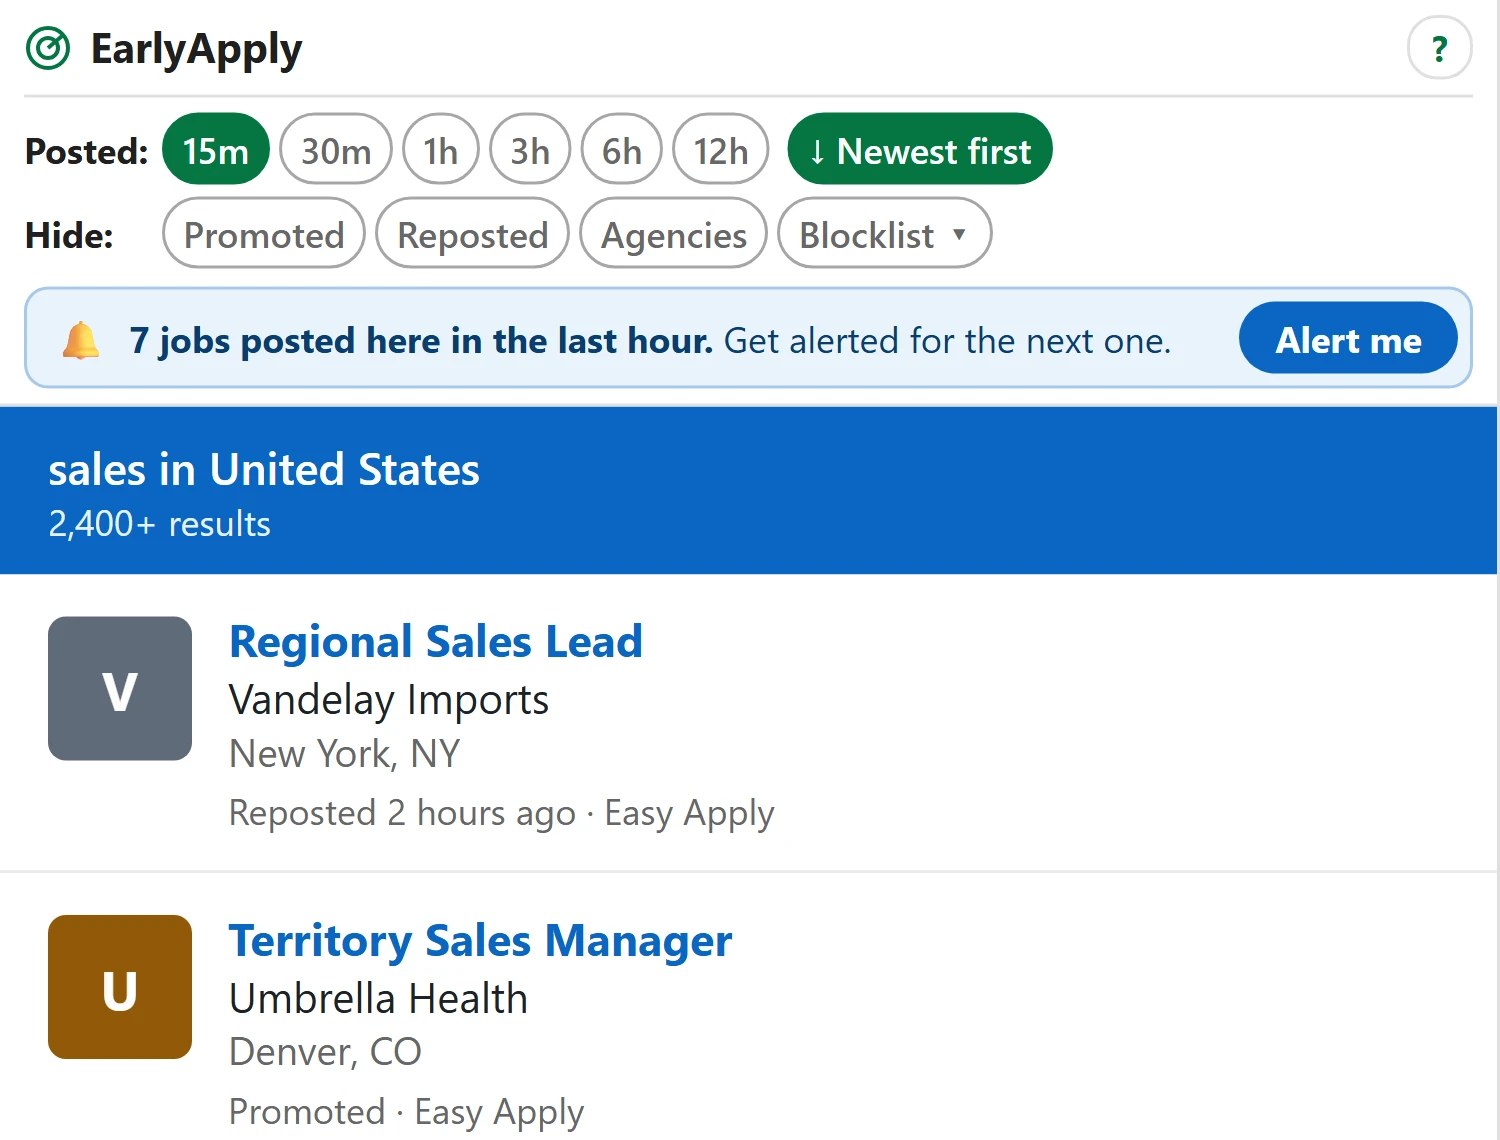 EarlyApply
?
Posted: 15m 30m 1h 3h 6h 12h ↓ Newest first
Hide: Promoted Reposted Agencies Blocklist ▼
7 jobs posted here in the last hour. Get alerted for the next one. Alert me
sales in United States
2,400+ results
V
Regional Sales Lead
Vandelay Imports
New York, NY
Reposted 2 hours ago · Easy Apply
U
Territory Sales Manager
Umbrella Health
Denver, CO
Promoted · Easy Apply